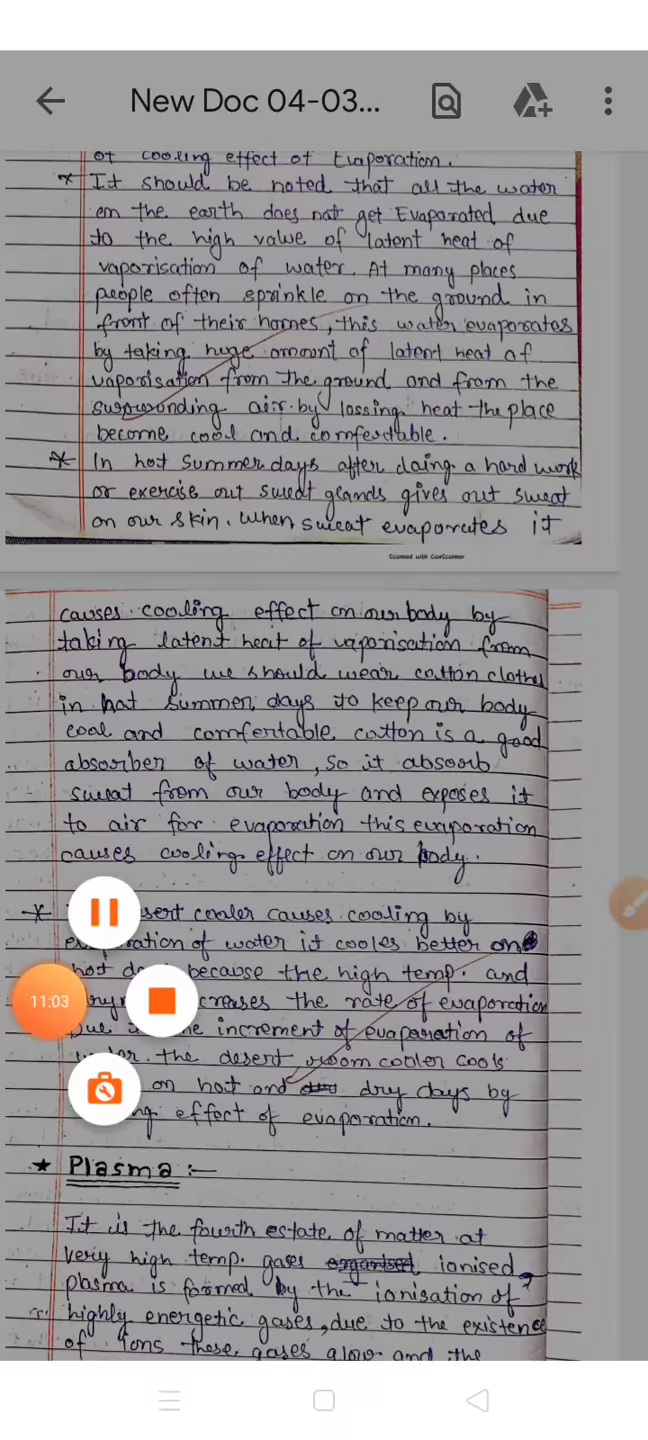 New Doc 04-03...
of cooling effect of Evaporation.
* It should be noted that all the water
on the earth does not get Evaporated due
to the high value of latent heat of
vaporisation of water. At many places
people often sprinkle on the ground in
front of their homes, this water evaporates
by taking huge amount of latent heat of
vaporisation from the ground and from the
surrounding air. by lossing heat the place
become cool and comfertable.
* In hot summer days after doing a hard work
or exercise out sweat glands gives out sweat
on our skin. When sweat evaporates it
Scanned with CamScanner
causes cooling effect on our body by
taking latent heat of vaporisation from
our body we should wear cotton clothes
in hot summer days to keep our body
cool and comfertable. cotton is a good
absorber of water, so it absoorb
sweat from our body and exposes it
to air for evaporation this evaporation
causes cooling effect on our body.
* sert cooler causes cooling by
ration of water it cooles better on
hot because the high temp. and
creases the rate of evaporation
increment of evaporation of
the desert room cooler cools
on hot and dry days by
effect of evaporation.
11:03
★ Plasma :-
It is the fourth estate of matter at
very high temp. gases ionised,
plasma is formed by the ionisation of
highly energetic gases, due to the existence
of ions these gases glow and the